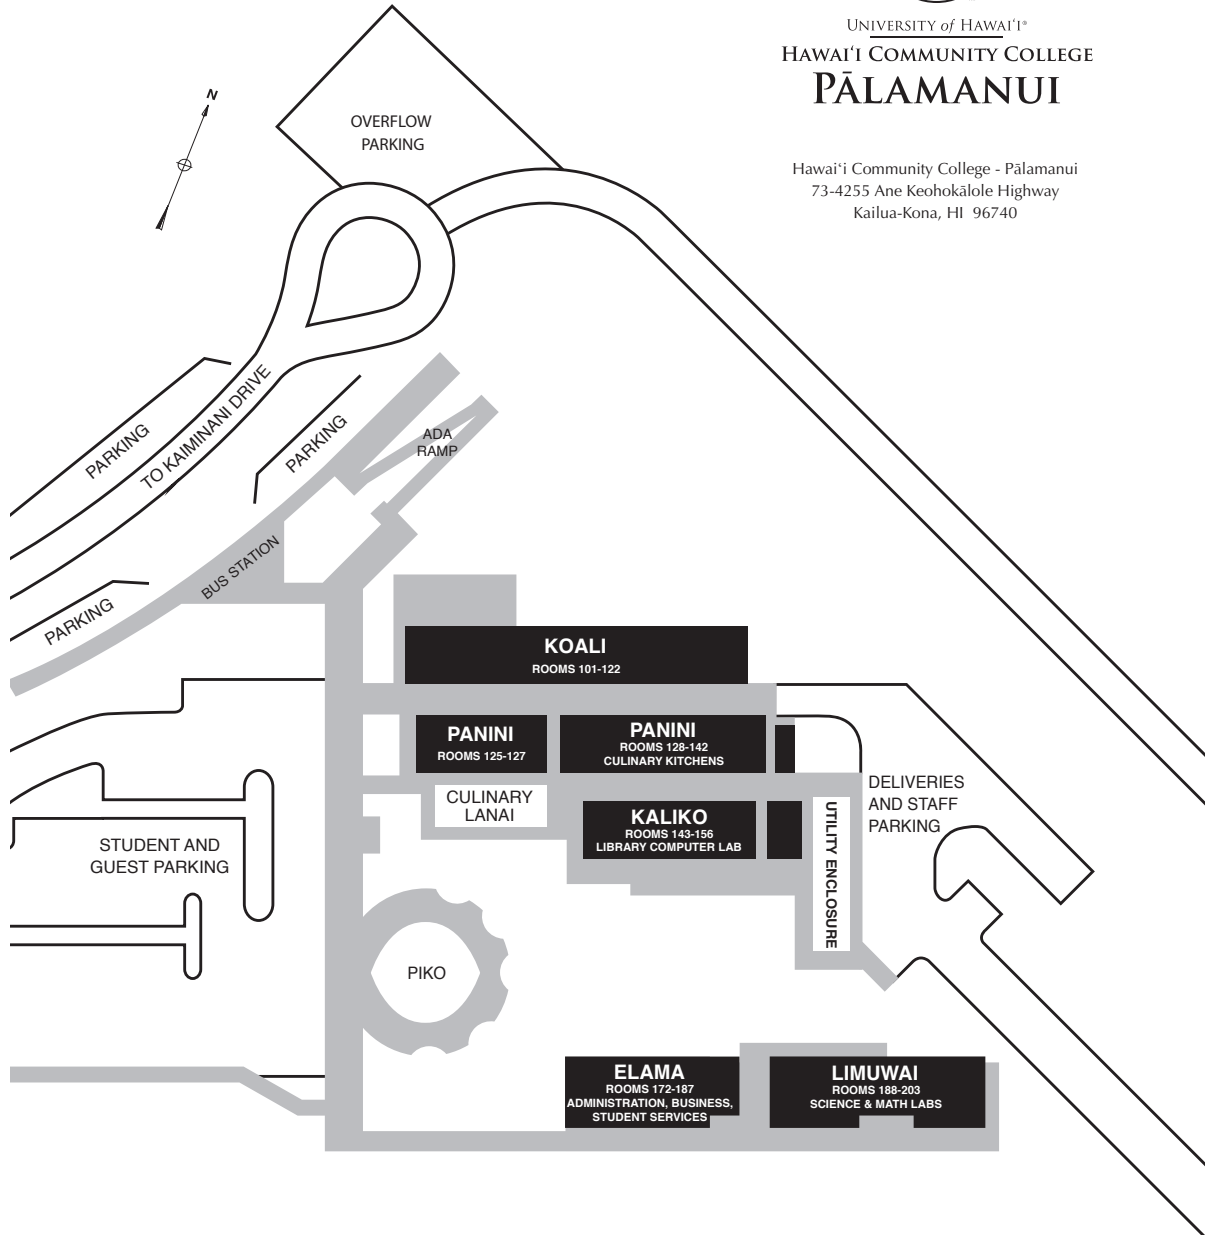 UNIVERSITY of HAWAIʻI®
HAWAIʻI COMMUNITY COLLEGE
PĀLAMANUI
Hawaiʻi Community College - Pālamanui
73-4255 Ane Keohokālole Highway
Kailua-Kona, HI 96740
N
OVERFLOW
PARKING
PARKING
TO KAIMINANI DRIVE
PARKING
ADA
RAMP
BUS STATION
PARKING
KOALI
ROOMS 101-122
PANINI
ROOMS 125-127
PANINI
ROOMS 128-142
CULINARY KITCHENS
CULINARY
LANAI
KALIKO
ROOMS 143-156
LIBRARY COMPUTER LAB
UTILITY ENCLOSURE
DELIVERIES
AND STAFF
PARKING
STUDENT AND
GUEST PARKING
PIKO
ELAMA
ROOMS 172-187
ADMINISTRATION, BUSINESS,
STUDENT SERVICES
LIMUWAI
ROOMS 188-203
SCIENCE & MATH LABS